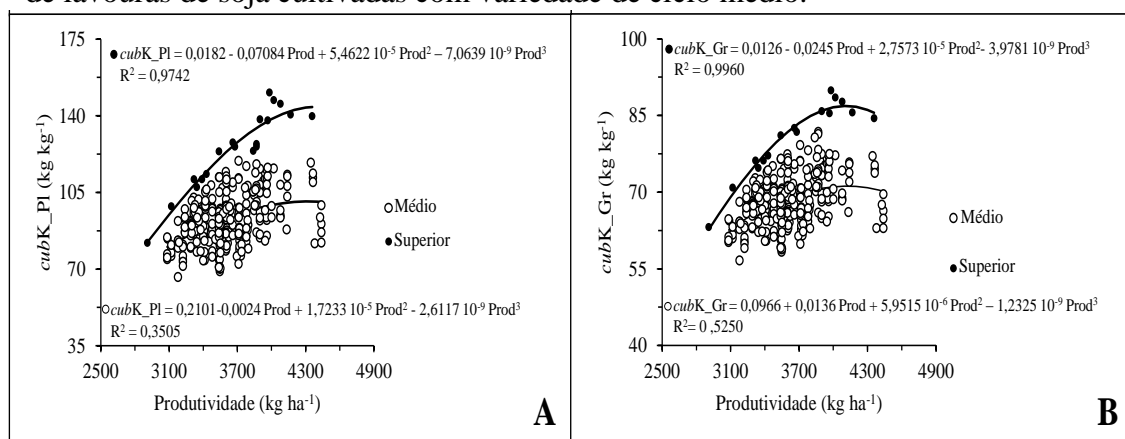 de lavouras de soja cultivadas com variedade de ciclo médio.
175
140
105
70
35
cubK_Pl (kg kg⁻¹)
cubK_Pl = 0,0182 - 0,07084 Prod + 5,4622 10⁻⁵ Prod² – 7,0639 10⁻⁹ Prod³
R² = 0,9742
Médio
Superior
cubK_Pl = 0,2101-0,0024 Prod + 1,7233 10⁻⁵ Prod² - 2,6117 10⁻⁹ Prod³
R² = 0,3505
2500 3100 3700 4300 4900
Produtividade (kg ha⁻¹)
A
100
85
70
55
40
cubK_Gr (kg kg⁻¹)
cubK_Gr = 0,0126 - 0,0245 Prod + 2,7573 10⁻⁵ Prod² - 3,9781 10⁻⁹ Prod³
R² = 0,9960
Médio
Superior
cubK_Gr = 0,0966 + 0,0136 Prod + 5,9515 10⁻⁶ Prod² – 1,2325 10⁻⁹ Prod³
R²= 0 ,5250
2500 3100 3700 4300 4900
Produtividade (kg ha⁻¹)
B